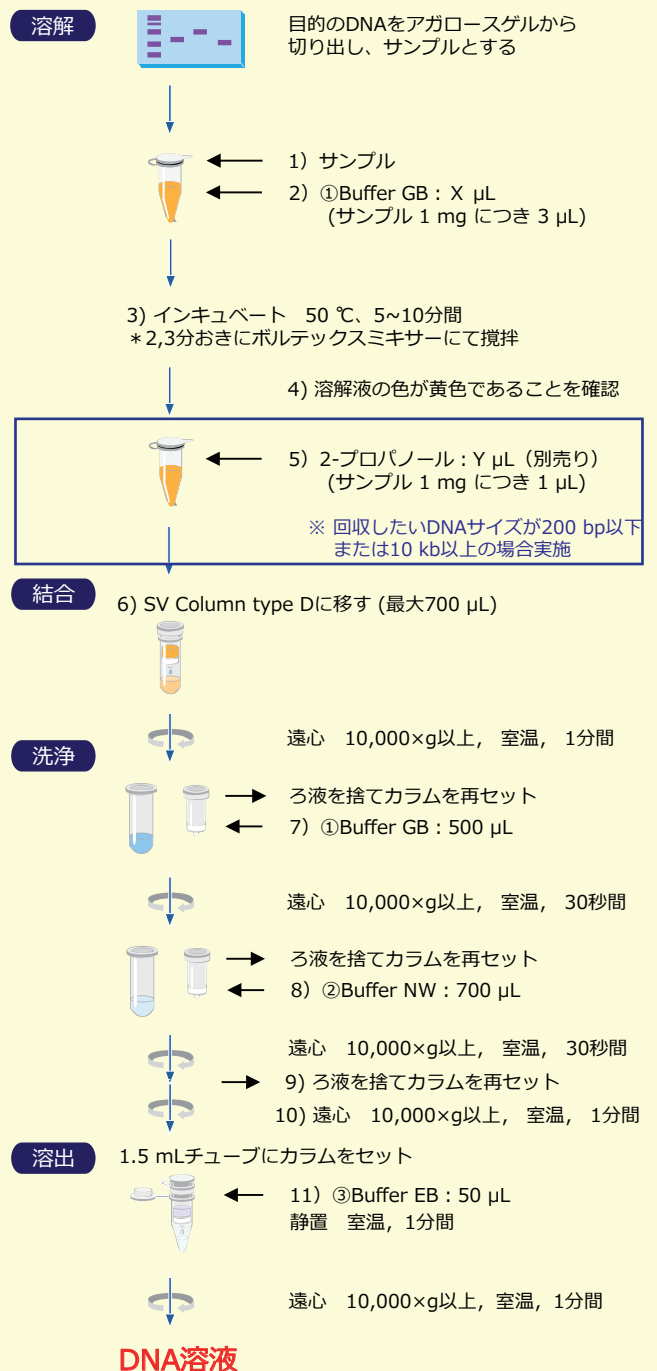 溶解
目的のDNAをアガロースゲルから
切り出し、サンプルとする
1）サンプル
2）①Buffer GB : X µL
(サンプル 1 mg につき 3 µL)
3) インキュベート　50 ℃、5~10分間
＊2,3分おきにボルテックスミキサーにて撹拌
4) 溶解液の色が黄色であることを確認
5）2-プロパノール : Y µL（別売り）
(サンプル 1 mg につき 1 µL)
※ 回収したいDNAサイズが200 bp以下
または10 kb以上の場合実施
結合
6) SV Column type Dに移す (最大700 µL)
遠心　10,000×g以上,　室温,　1分間
洗浄
ろ液を捨てカラムを再セット
7）①Buffer GB : 500 µL
遠心　10,000×g以上,　室温,　30秒間
ろ液を捨てカラムを再セット
8）②Buffer NW : 700 µL
遠心　10,000×g以上,　室温,　30秒間
9) ろ液を捨てカラムを再セット
10) 遠心　10,000×g以上,　室温,　1分間
溶出
1.5 mLチューブにカラムをセット
11）③Buffer EB : 50 µL
静置　室温, 1分間
遠心　10,000×g以上, 室温, 1分間
DNA溶液